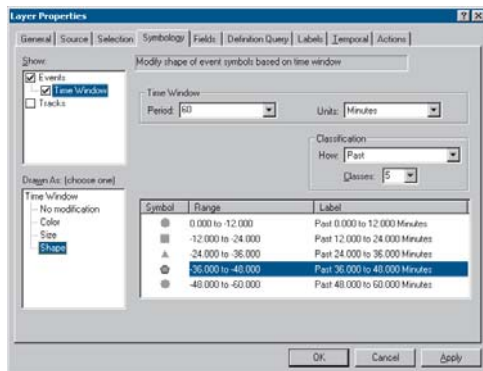 Layer Properties
General Source Selection Symbology Fields Definition Query Labels Temporal Actions
Show:
Events
Time Window
Tracks
Modify shape of event symbols based on time window
Time Window
Period: 60
Units: Minutes
Classification
How: Past
Classes: 5
Drawn As: (choose one)
Time Window
No modification
Color
Size
Shape
Symbol Range Label
0.000 to -12.000 Past 0.000 to 12.000 Minutes
-12.000 to -24.000 Past 12.000 to 24.000 Minutes
-24.000 to -36.000 Past 24.000 to 36.000 Minutes
-36.000 to -48.000 Past 36.000 to 48.000 Minutes
-48.000 to -60.000 Past 48.000 to 60.000 Minutes
OK Cancel Apply